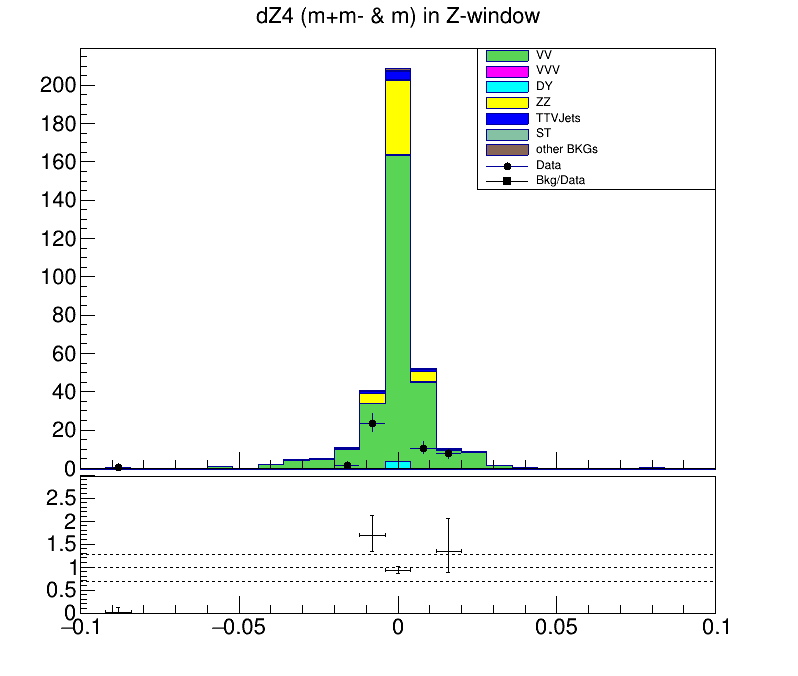 dZ4 (m+m- & m) in Z-window
VV
VVV
DY
ZZ
TTVJets
ST
other BKGs
Data
Bkg/Data
200
180
160
140
120
100
80
60
40
20
0
2.5
2
1.5
1
0.5
0
−0.1 −0.05 0 0.05 0.1